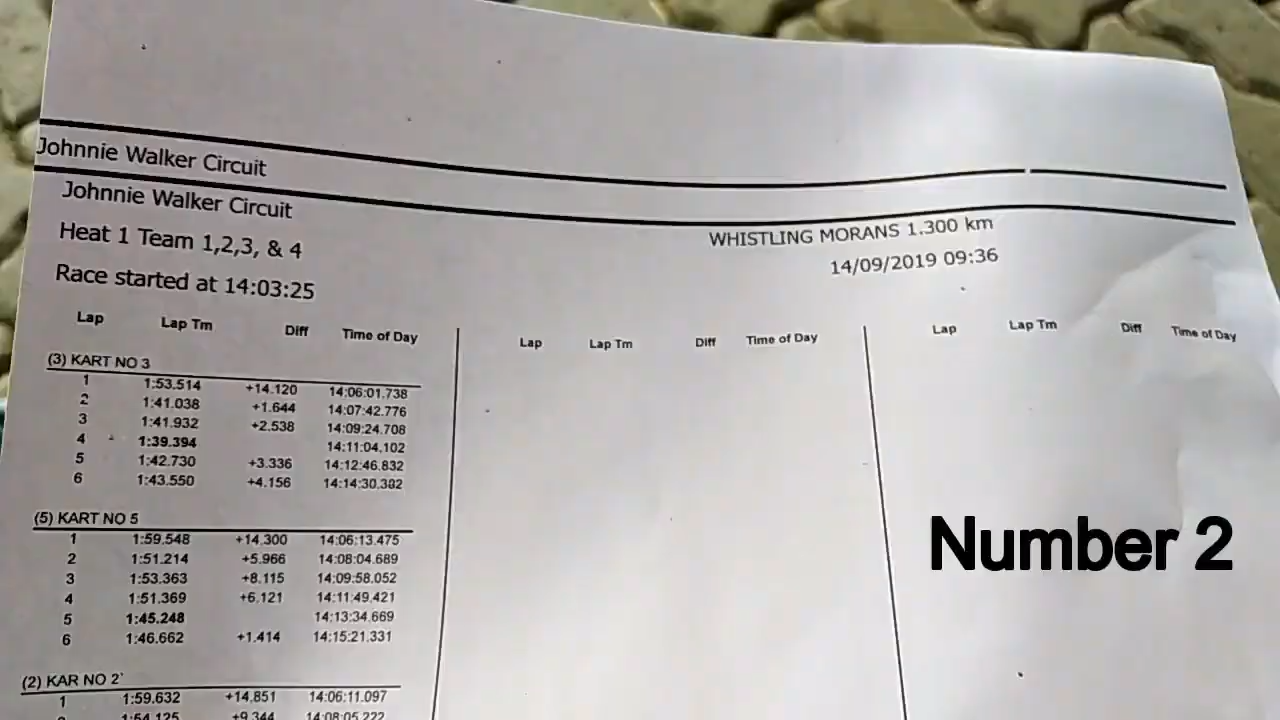 Johnnie Walker Circuit
Johnnie Walker Circuit
WHISTLING MORANS 1.300 km
Heat 1 Team 1,2,3, & 4
14/09/2019 09:36
Race started at 14:03:25
Lap Lap Tm Diff Time of Day Lap Lap Tm Diff Time of Day Lap Lap Tm Diff Time of Day
(3) KART NO 3
1 1:53.514 +14.120 14:06:01.738
2 1:41.038 +1.644 14:07:42.776
3 1:41.932 +2.538 14:09:24.708
4 1:39.394 14:11:04.102
5 1:42.730 +3.336 14:12:46.832
6 1:43.550 +4.156 14:14:30.382
(5) KART NO 5
1 1:59.548 +14.300 14:06:13.475
2 1:51.214 +5.966 14:08:04.689
3 1:53.363 +8.115 14:09:58.052
4 1:51.369 +6.121 14:11:49.421
5 1:45.248 14:13:34.669
6 1:46.662 +1.414 14:15:21.331
Number 2
(2) KAR NO 2'
1 1:59.632 +14.851 14:06:11.097
1:54.125 +9.344 14:08:05.222